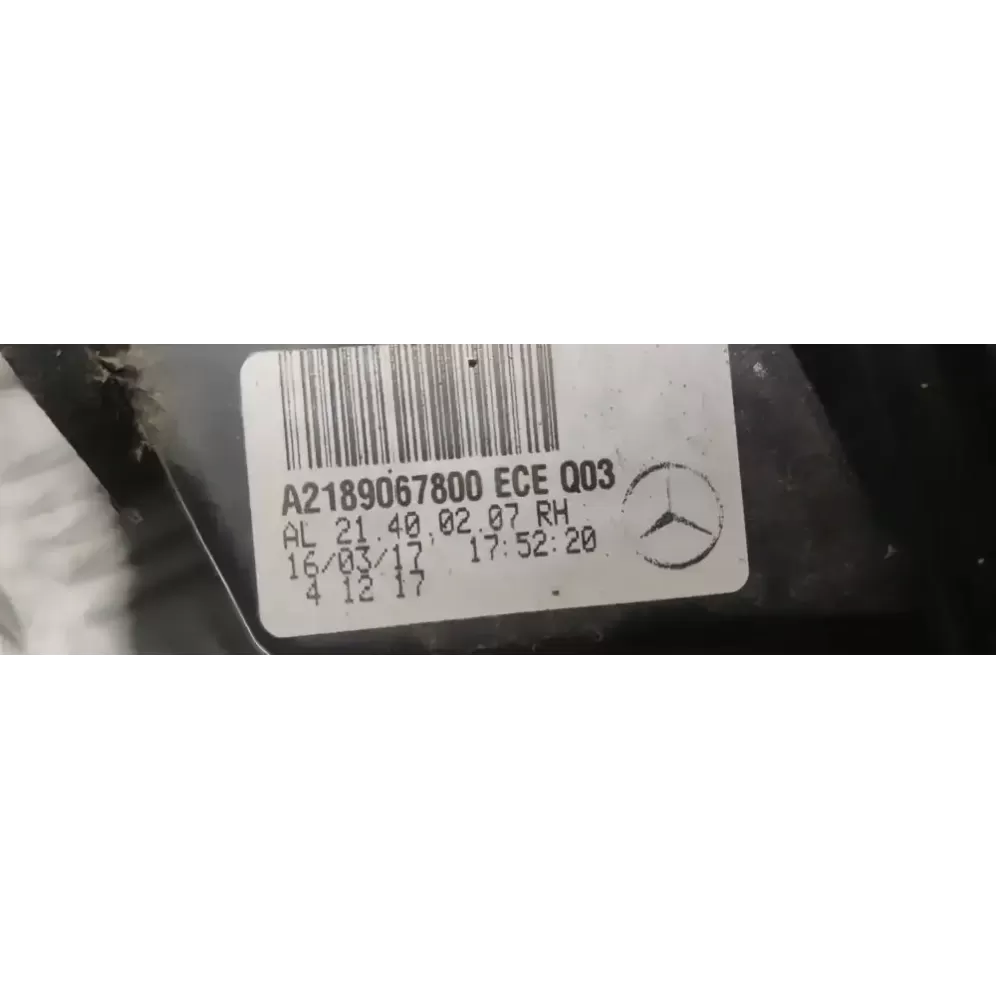 A2189067800 ECE Q03
AL 21.40.02.07 RH
16/03/17 17:52:20
4 12 17